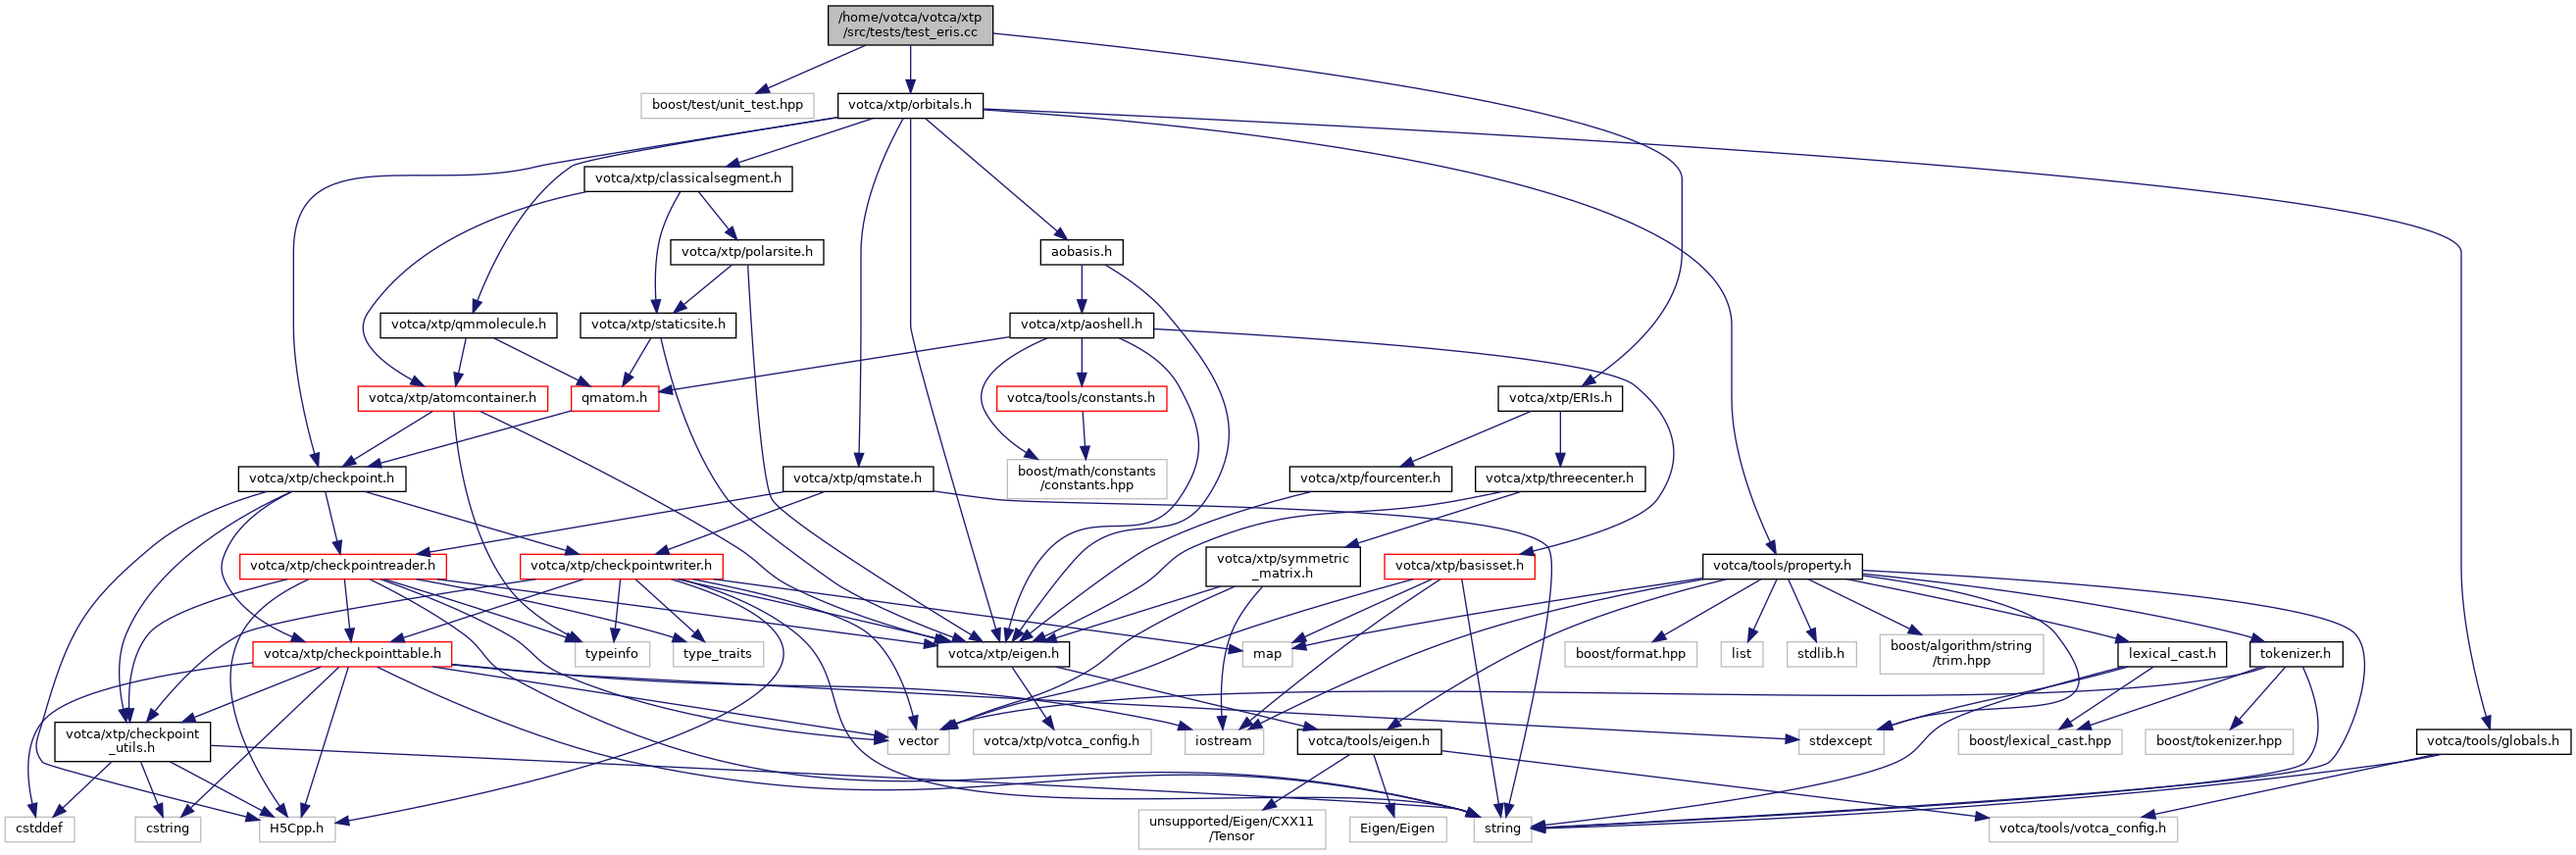 /home/votca/votca/xtp
/src/tests/test_eris.cc
boost/test/unit_test.hpp
votca/xtp/orbitals.h
votca/xtp/classicalsegment.h
votca/xtp/polarsite.h
aobasis.h
votca/xtp/qmmolecule.h
votca/xtp/staticsite.h
votca/xtp/aoshell.h
votca/xtp/atomcontainer.h
qmatom.h
votca/tools/constants.h
votca/xtp/ERIs.h
votca/xtp/checkpoint.h
votca/xtp/qmstate.h
boost/math/constants
/constants.hpp
votca/xtp/fourcenter.h
votca/xtp/threecenter.h
votca/xtp/checkpointreader.h
votca/xtp/checkpointwriter.h
votca/xtp/symmetric
_matrix.h
votca/xtp/basisset.h
votca/tools/property.h
votca/xtp/checkpointtable.h
typeinfo
type_traits
votca/xtp/eigen.h
map
boost/format.hpp
list
stdlib.h
boost/algorithm/string
/trim.hpp
lexical_cast.h
tokenizer.h
votca/xtp/checkpoint
_utils.h
vector
votca/xtp/votca_config.h
iostream
votca/tools/eigen.h
stdexcept
boost/lexical_cast.hpp
boost/tokenizer.hpp
votca/tools/globals.h
cstddef
cstring
H5Cpp.h
unsupported/Eigen/CXX11
/Tensor
Eigen/Eigen
string
votca/tools/votca_config.h